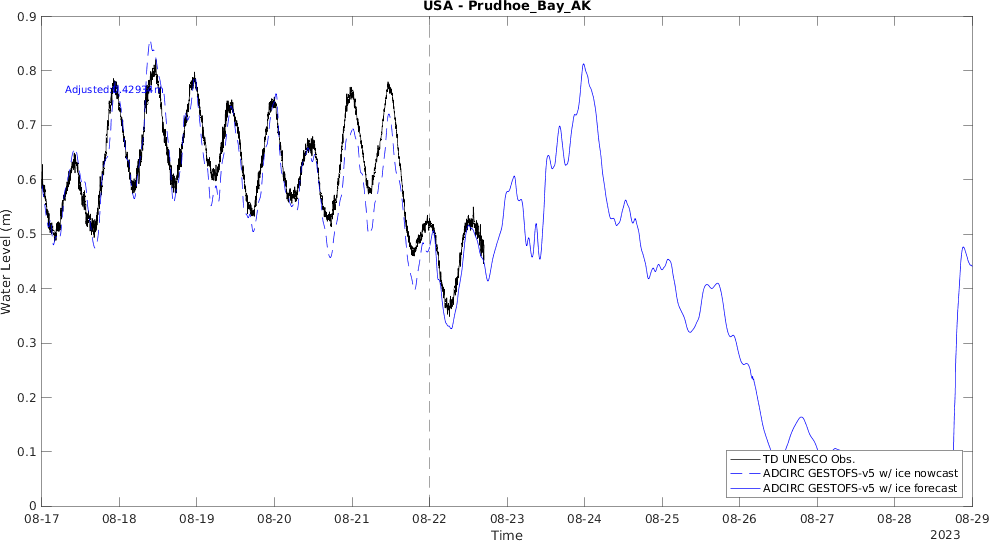 USA - Prudhoe_Bay_AK
Water Level (m)
0.9
0.8
0.7
0.6
0.5
0.4
0.3
0.2
0.1
0
TD UNESCO Obs.
ADCIRC GESTOFS-v5 w/ ice nowcast
ADCIRC GESTOFS-v5 w/ ice forecast
08-17 08-18 08-19 08-20 08-21 08-22 08-23 08-24 08-25 08-26 08-27 08-28 08-29
Time
2023